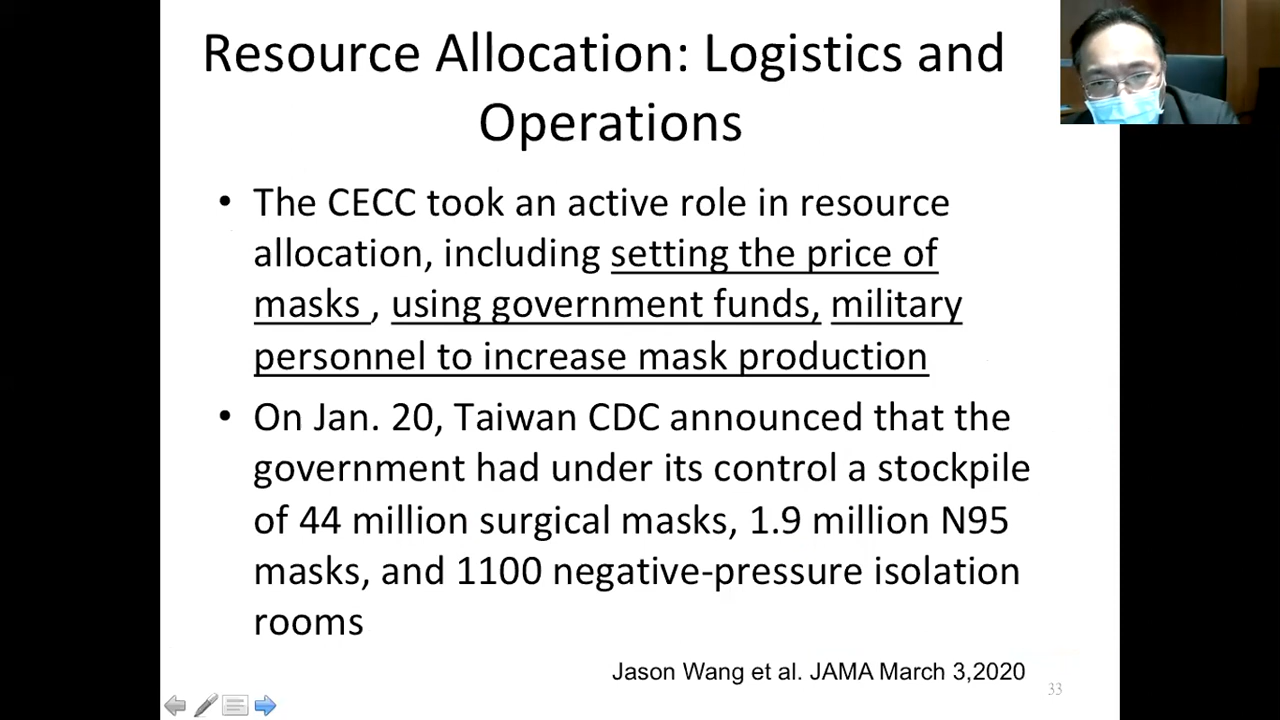 Resource Allocation: Logistics and
Operations
• The CECC took an active role in resource
allocation, including setting the price of
masks , using government funds, military
personnel to increase mask production
• On Jan. 20, Taiwan CDC announced that the
government had under its control a stockpile
of 44 million surgical masks, 1.9 million N95
masks, and 1100 negative-pressure isolation
rooms
Jason Wang et al. JAMA March 3,2020
33